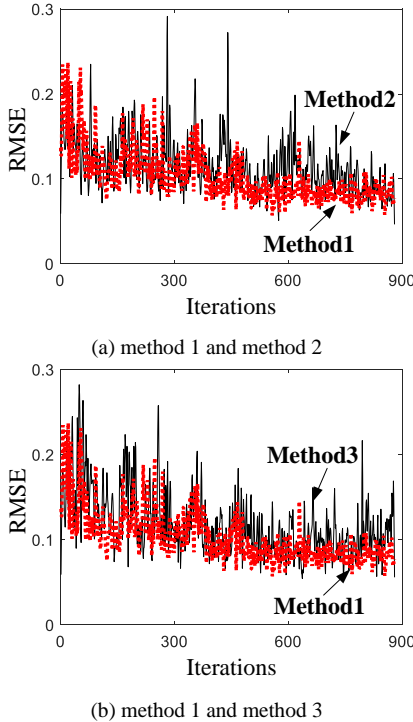 0.3
0.2
0.1
0
RMSE
Method2
Method1
0 300 600 900
Iterations
(a) method 1 and method 2
0.3
0.2
0.1
0
RMSE
Method3
Method1
0 300 600 900
Iterations
(b) method 1 and method 3